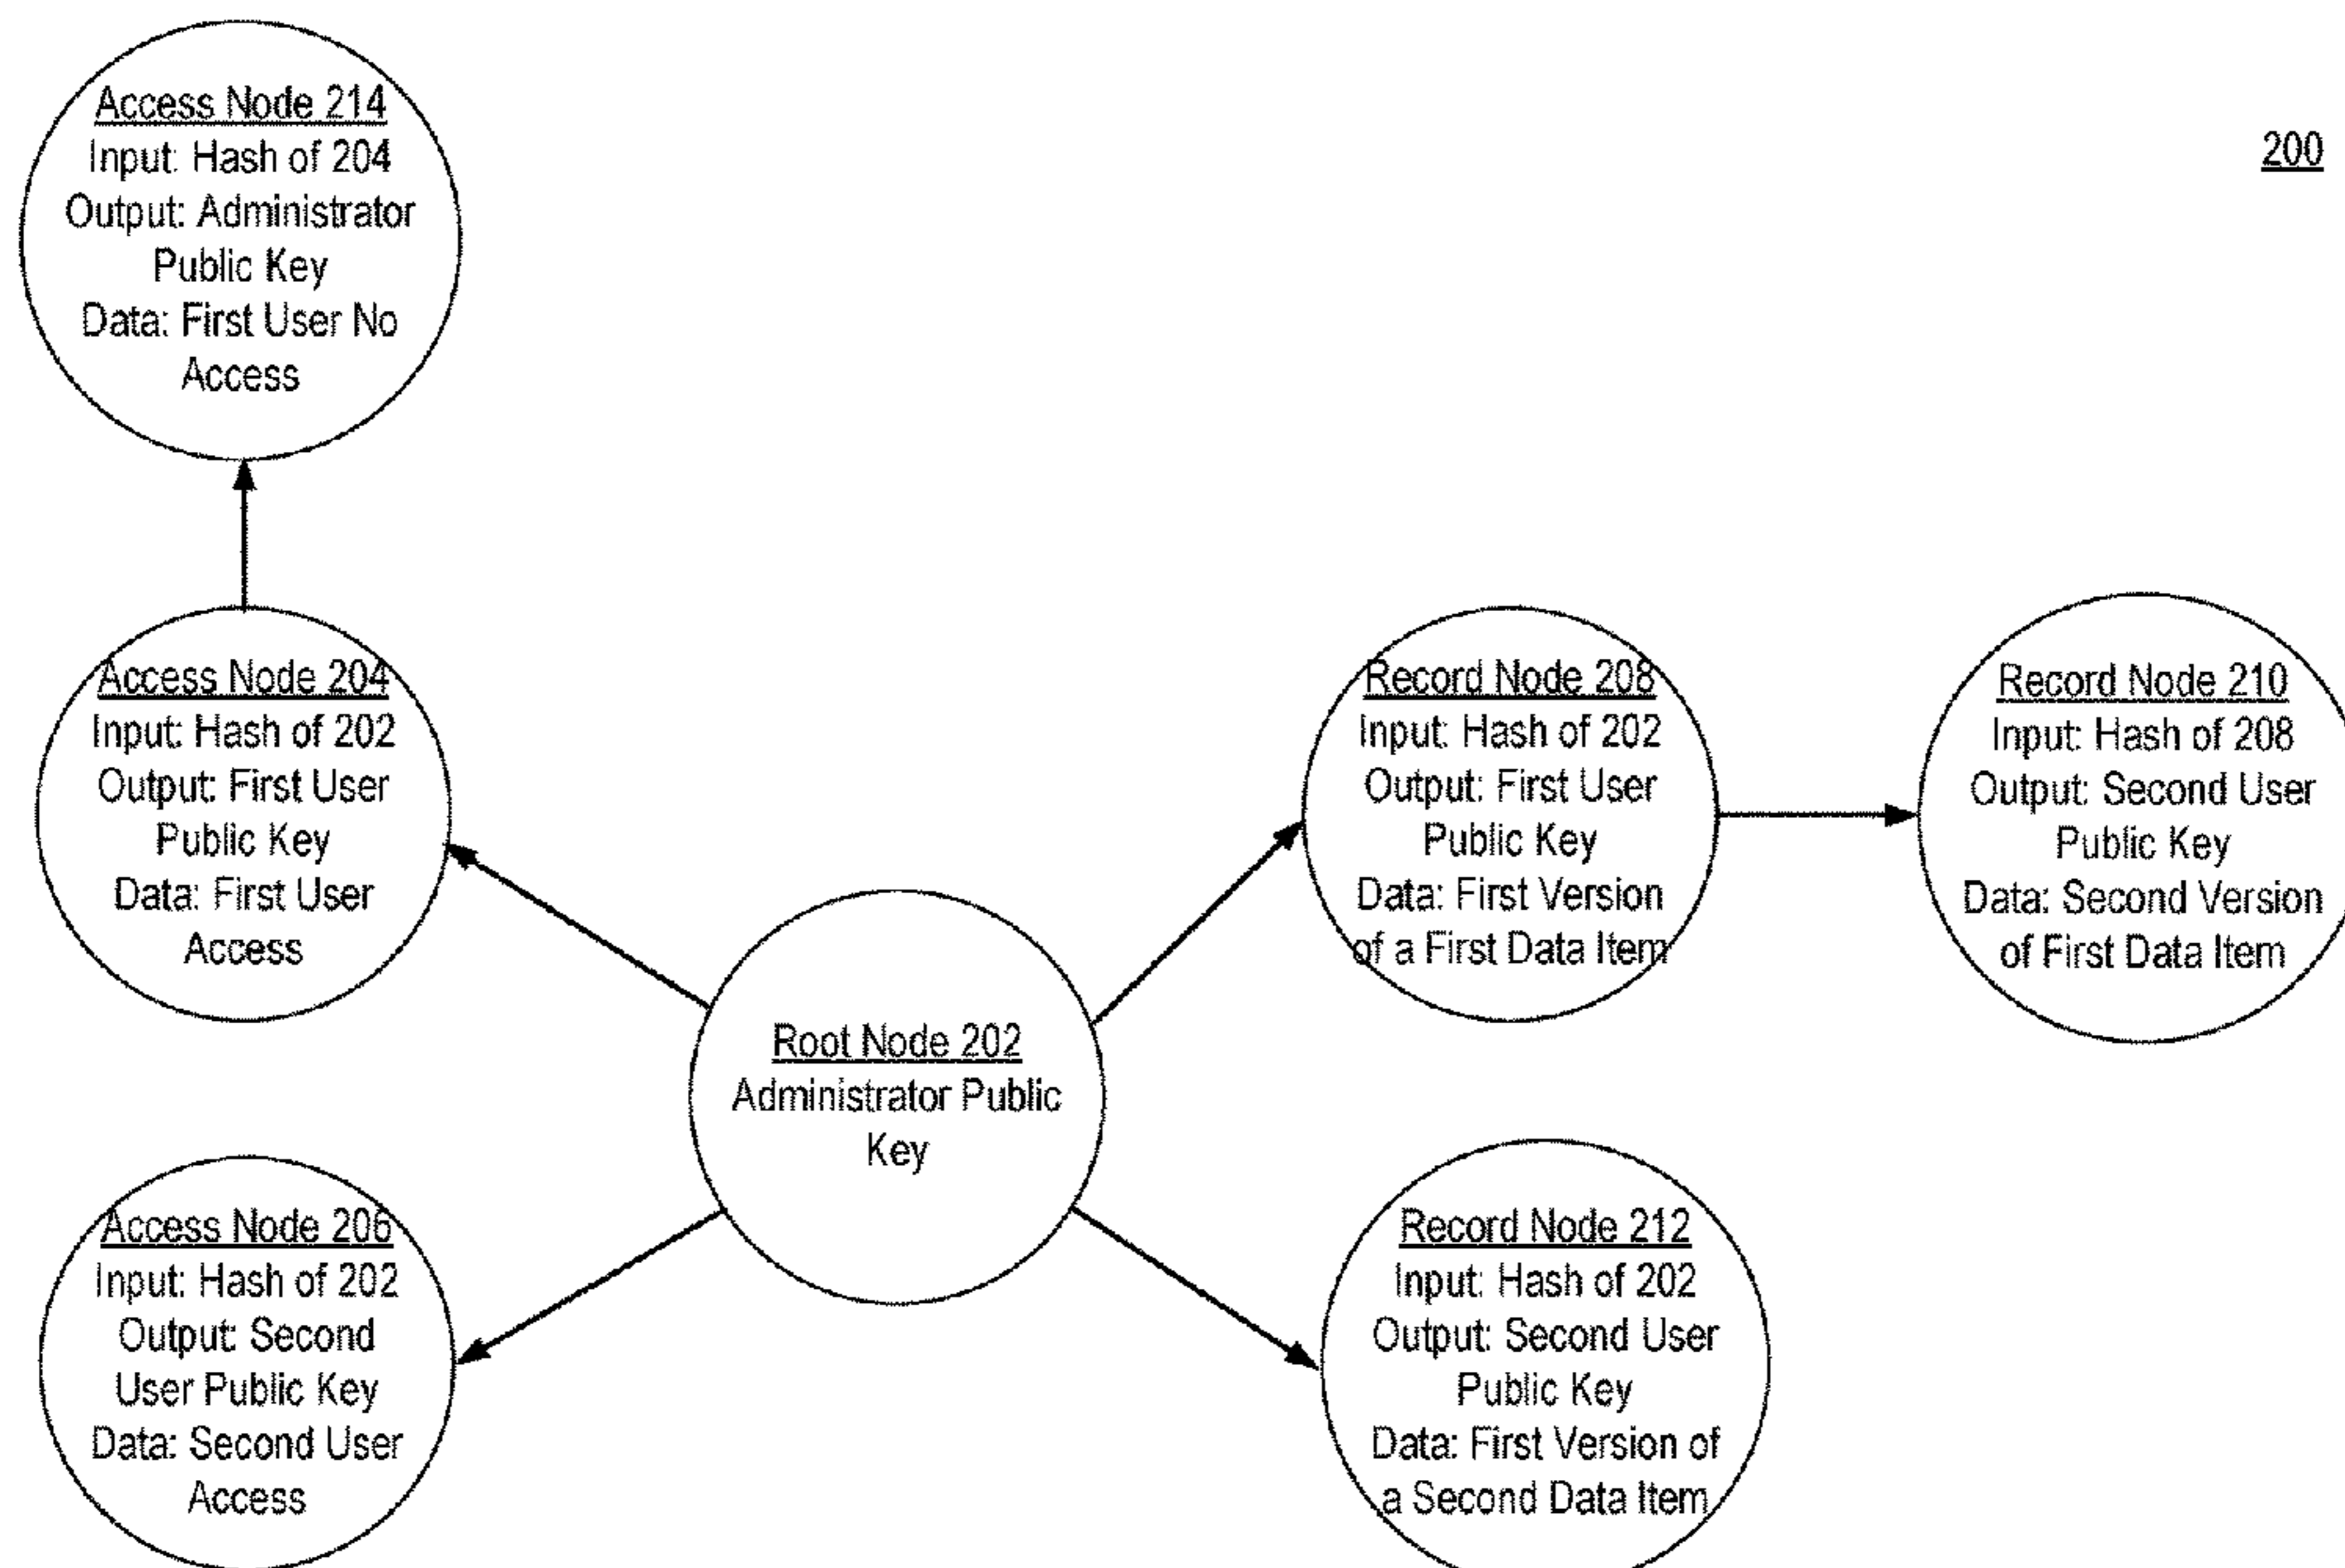 Access Node 214
Input: Hash of 204
Output: Administrator
Public Key
Data: First User No
Access
200
Access Node 204
Input: Hash of 202
Output: First User
Public Key
Data: First User
Access
Record Node 208
Input: Hash of 202
Output: First User
Public Key
Data: First Version
of a First Data Item
Record Node 210
Input: Hash of 208
Output: Second User
Public Key
Data: Second Version
of First Data Item
Root Node 202
Administrator Public
Key
Access Node 206
Input: Hash of 202
Output: Second
User Public Key
Data: Second User
Access
Record Node 212
Input: Hash of 202
Output: Second User
Public Key
Data: First Version of
a Second Data Item